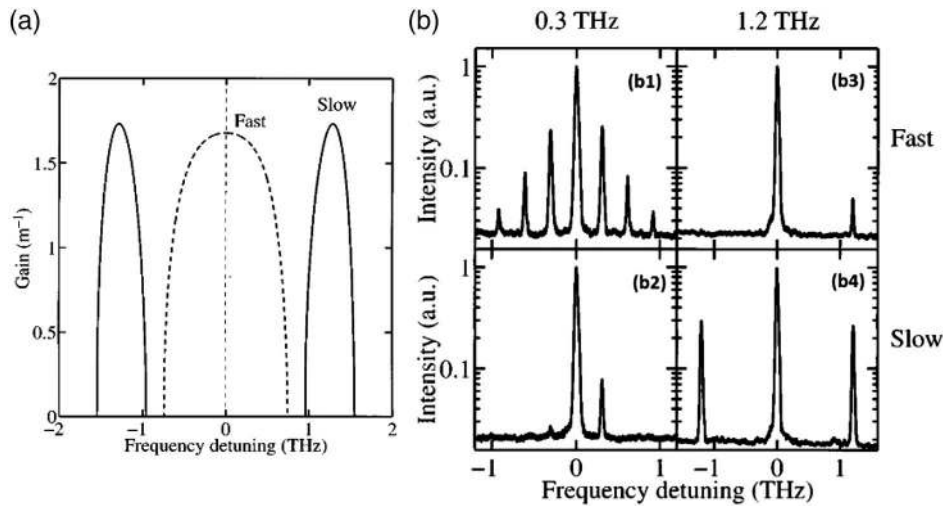 (a)
2
1.5
1
0.5
0
Gain (m⁻¹)
Fast
Slow
−2
−1
0
1
2
Frequency detuning (THz)
(b)
0.3 THz
1.2 THz
1
0.1
Intensity (a.u.)
(b1)
(b3)
Fast
1
0.1
Intensity (a.u.)
(b2)
(b4)
Slow
−1
0
1
−1
0
1
Frequency detuning (THz)